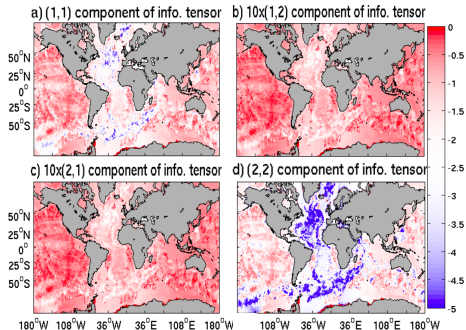 a) (1,1) component of info. tensor
b) 10x(1,2) component of info. tensor
50°N
25°N
0°
25°S
50°S
c) 10x(2,1) component of info. tensor
d) (2,2) component of info. tensor
50°N
25°N
0°
25°S
50°S
180°W 108°W 36°W 36°E 108°E 180°W
180°W 108°W 36°W 36°E 108°E 180°W
0
-0.5
-1
-1.5
-2
-2.5
-3
-3.5
-4
-4.5
-5